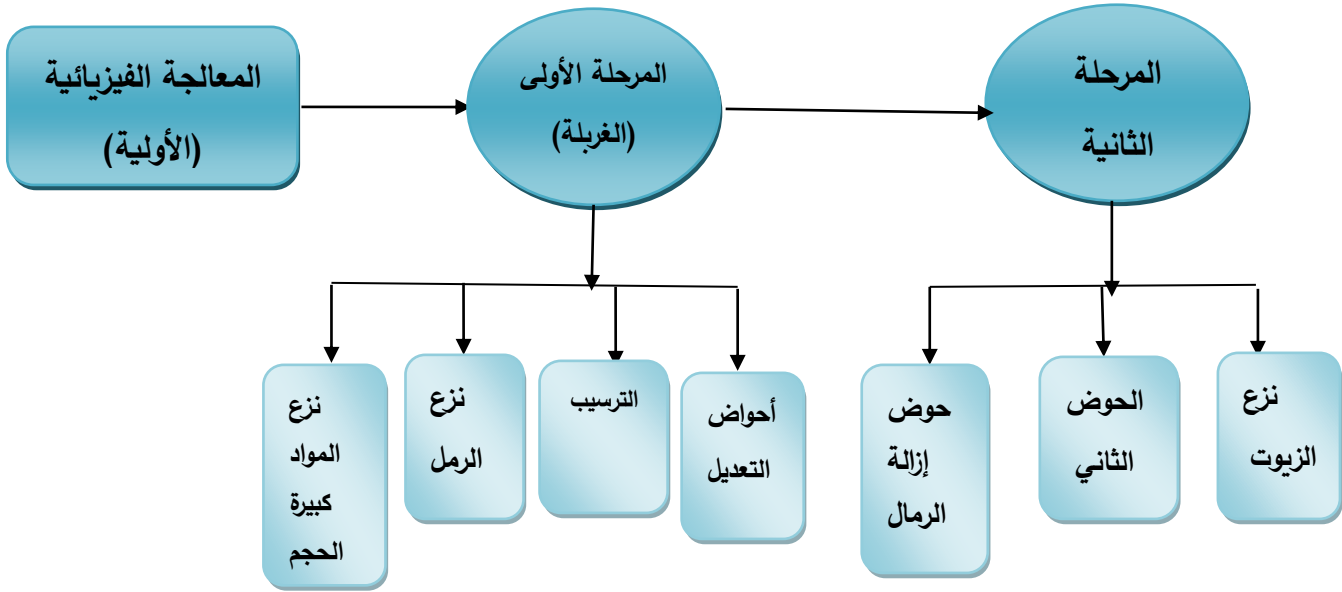 المعالجة الفيزيائية
(الأولية)
المرحلة الأولى
(الغربلة)
المرحلة
الثانية
نزع
المواد
كبيرة
الحجم
نزع
الرمل
الترسيب
أحواض
التعديل
حوض
إزالة
الرمال
الحوض
الثاني
نزع
الزيوت